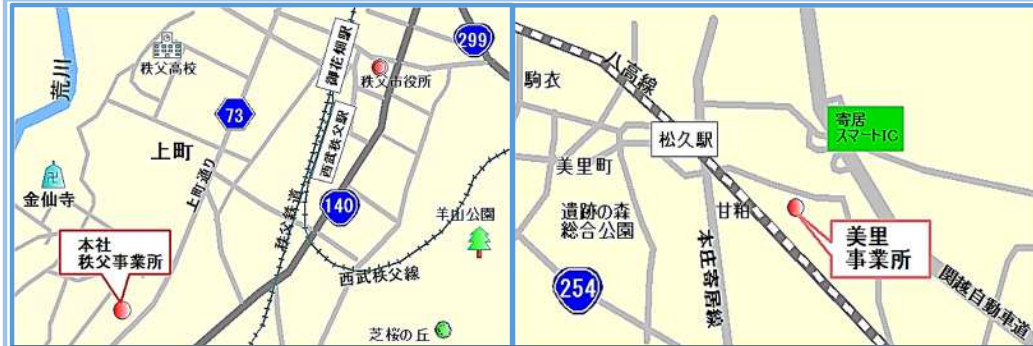 荒川
秩父高校
73
上町
上町通り
金仙寺
本社
秩父事業所
御花畑駅
西武秩父駅
秩父鉄道
299
秩父市役所
140
羊山公園
西武秩父線
芝桜の丘
駒衣
八高線
松久駅
美里町
遺跡の森
総合公園
254
甘粕
本庄寄居線
寄居
スマートIC
美里
事業所
関越自動車道